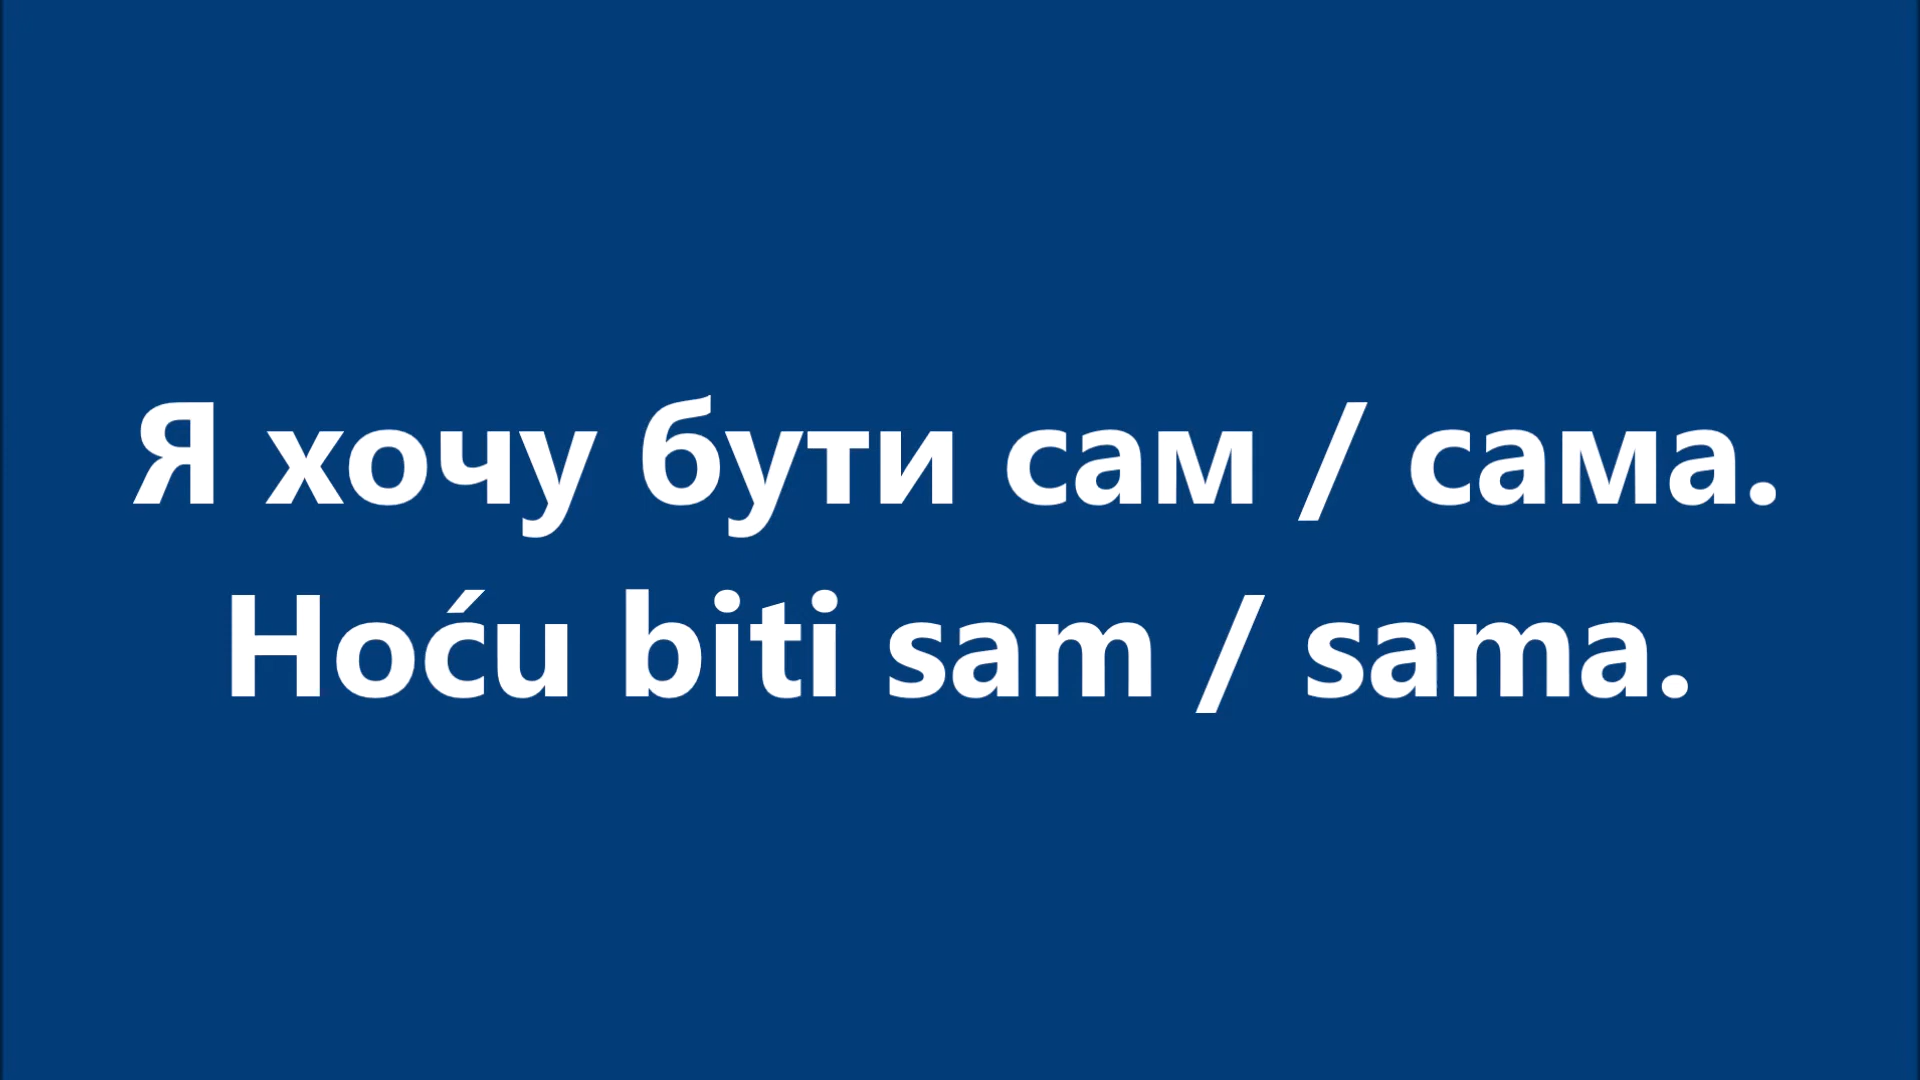 Я хочу бути сам / сама.
Hoću biti sam / sama.